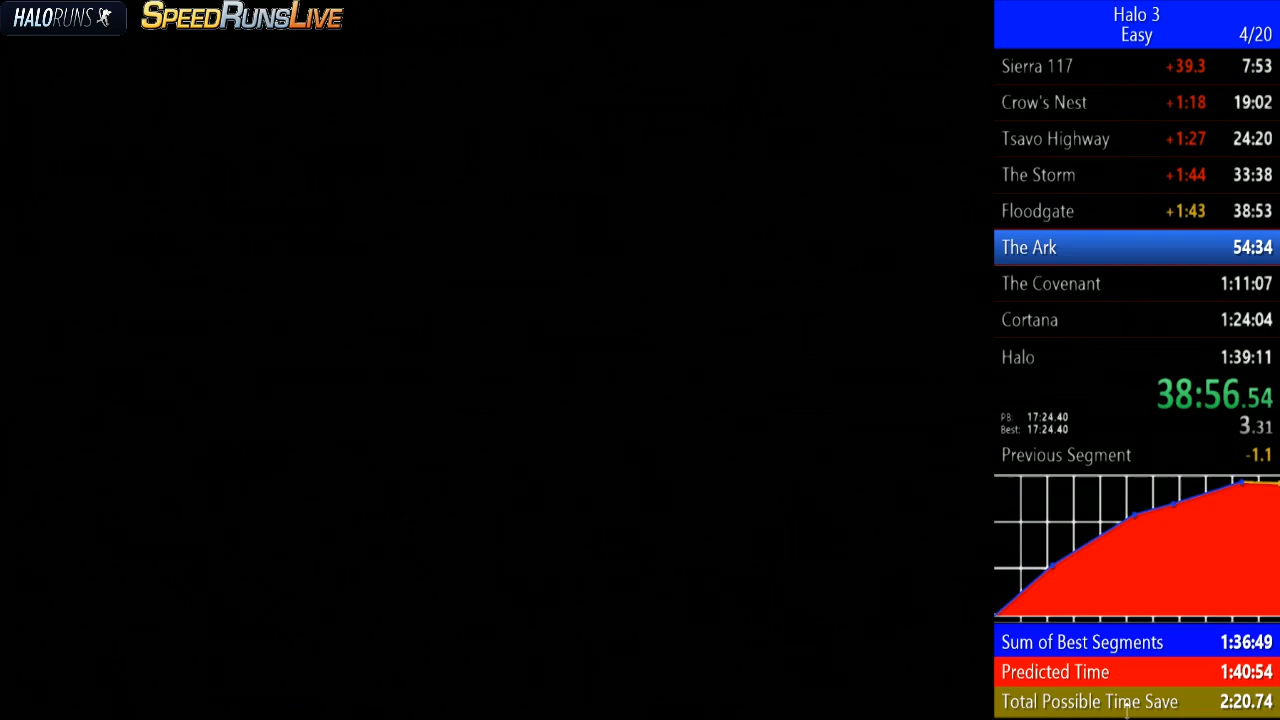 HALORUNS SPEEDRUNSLIVE
Halo 3
Easy 4/20
Sierra 117 +39.3 7:53
Crow's Nest +1:18 19:02
Tsavo Highway +1:27 24:20
The Storm +1:44 33:38
Floodgate +1:43 38:53
The Ark 54:34
The Covenant 1:11:07
Cortana 1:24:04
Halo 1:39:11
38:56.54
PB: 17:24.40
Best: 17:24.40 3.31
Previous Segment -1.1
Sum of Best Segments 1:36:49
Predicted Time 1:40:54
Total Possible Time Save 2:20.74